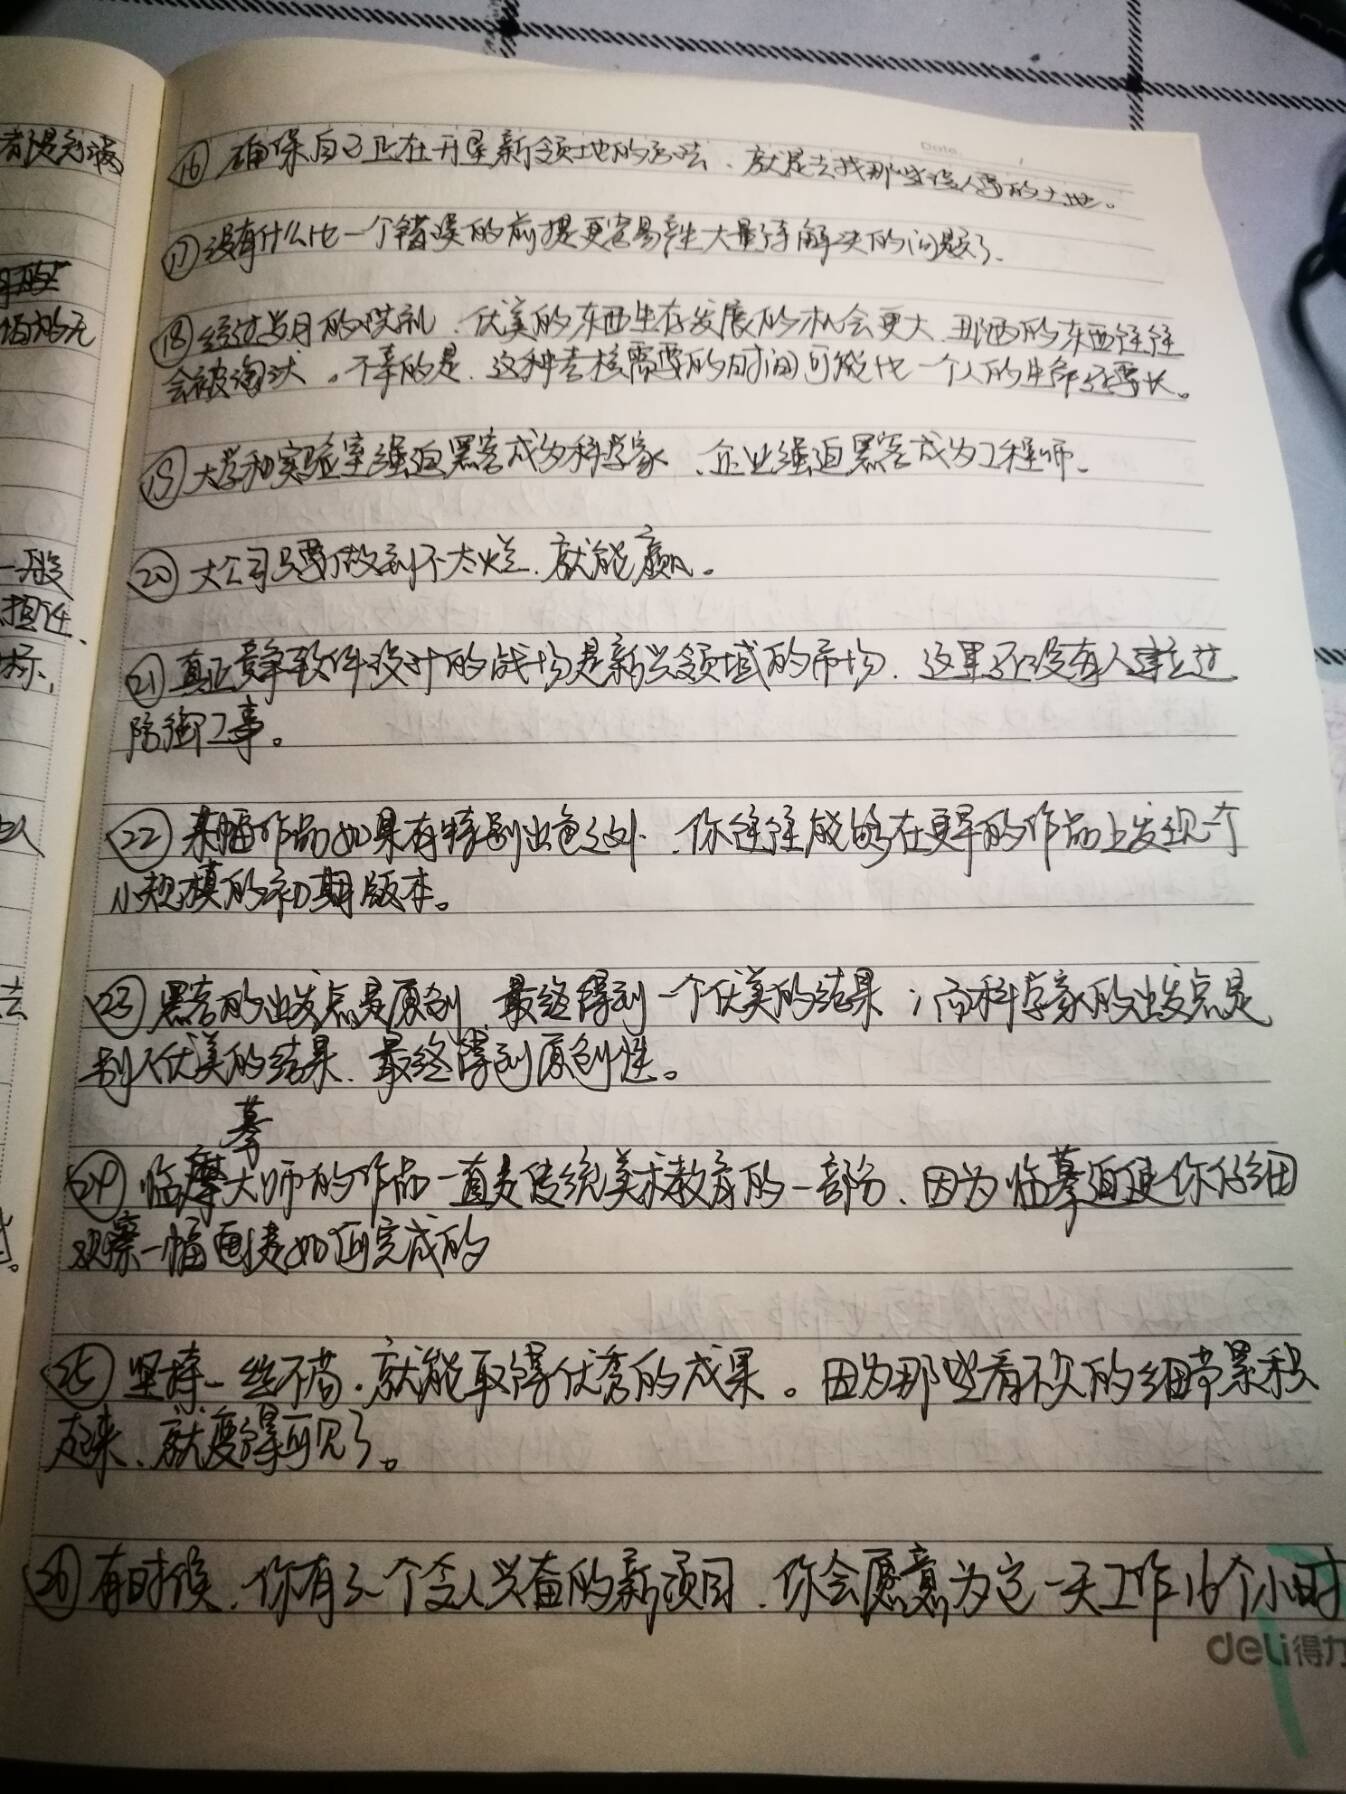 都是幻滅
一般
担任、
标,
以
去
Date.
⑯ 确保自己正在开垦新领地的方法、就是去找那些没人要的土地。
⑰ 没有什么比一个错误的前提更容易产生大量待解决的问题了、
⑱ 经过岁月的洗礼、优美的东西生存发展的机会更大、丑陋的东西往往
会被淘汰。不幸的是、这种考核需要的时间可能比一个人的生命还要长。
⑲ 大学和实验室强迫黑客成为科学家、企业强迫黑客成为工程师、
⑳ 大公司只要做到不太烂、就能赢。
㉑ 真正竞争软件设计的战场是新兴领域的市场、这里还没有人建立过
防御工事。
㉒ 某幅作品如果有特别出色之处、你往往能够在更早的作品上发现一个
小规模的初期版本。
㉓ 黑客的出发点是原创、最终得到一个优美的结果；而科学家的出发点是
别人优美的结果、最终得到原创性。
摹
㉔ 临摩大师的作品一直是传统美术教育的一部分、因为临摹迫使你仔细
观察一幅画是如何完成的
㉕ 坚持一丝不苟、就能取得优秀的成果。因为那些看不见的细节累积
起来、就变得可见了。
㉖ 有时候、你有了一个令人兴奋的新项目、你会愿意为它一天工作16个小时
deli得力